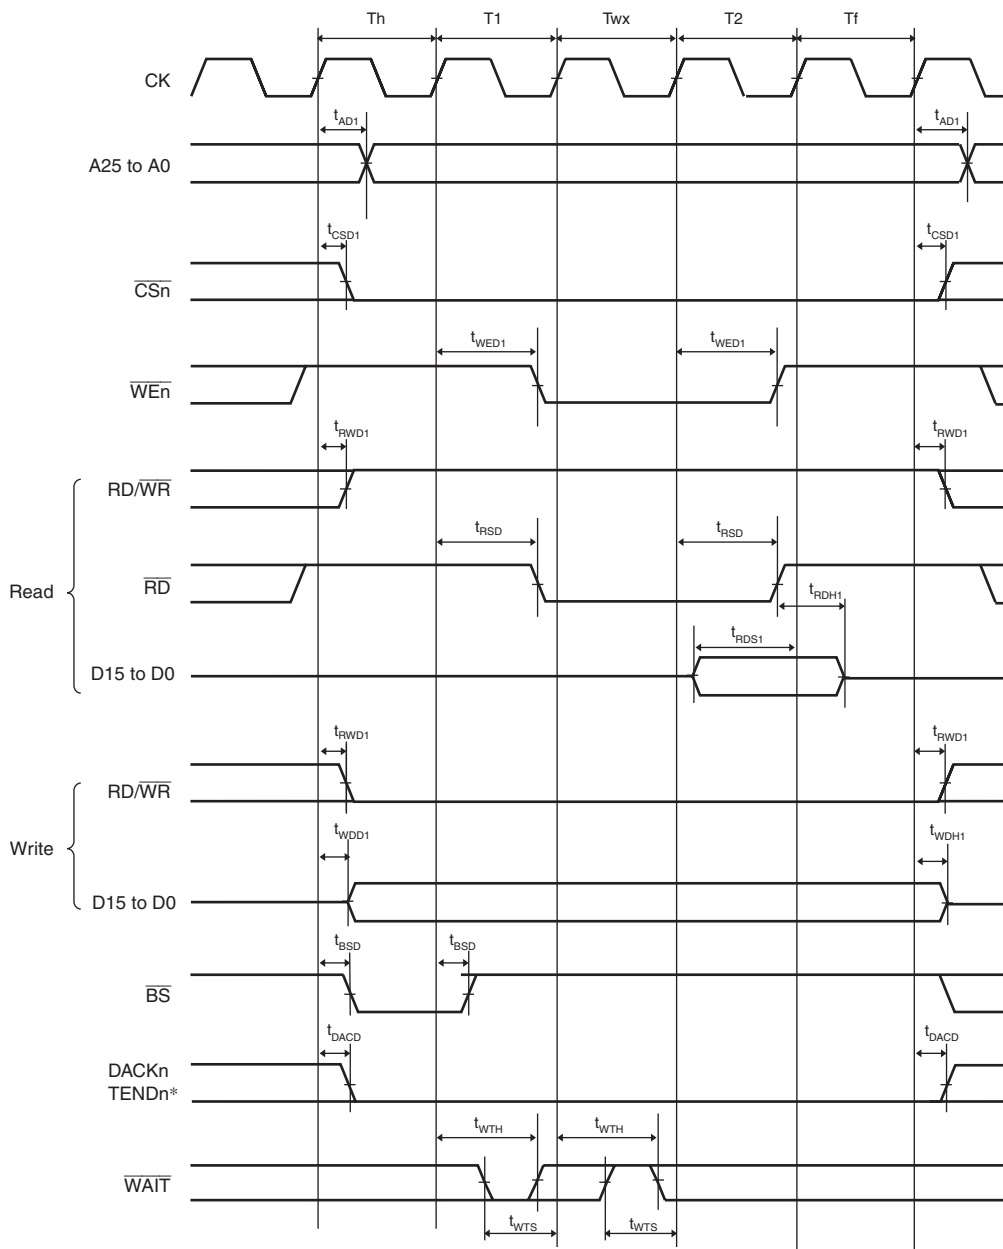 Th T1 Twx T2 Tf
CK
tAD1 tAD1
A25 to A0
tCSD1 tCSD1
CSn
tWED1 tWED1
WEn
tRWD1 tRWD1
RD/WR
tRSD tRSD
Read
RD
tRDH1
tRDS1
D15 to D0
tRWD1 tRWD1
RD/WR
Write
tWDD1 tWDH1
D15 to D0
tBSD tBSD
BS
tDACD tDACD
DACKn
TENDn*
tWTH tWTH
WAIT
tWTS tWTS